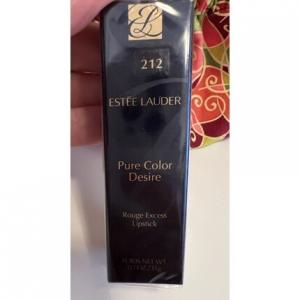 212
ESTĒE LAUDER
Pure Color
Desire
Rouge Excess
Lipstick